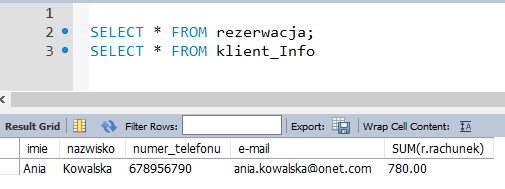 1
2 SELECT * FROM rezerwacja;
3 SELECT * FROM klient_Info
Result Grid Filter Rows: Export: Wrap Cell Content:
imie nazwisko numer_telefonu e-mail SUM(r.rachunek)
Ania Kowalska 678956790 ania.kowalska@onet.com 780.00